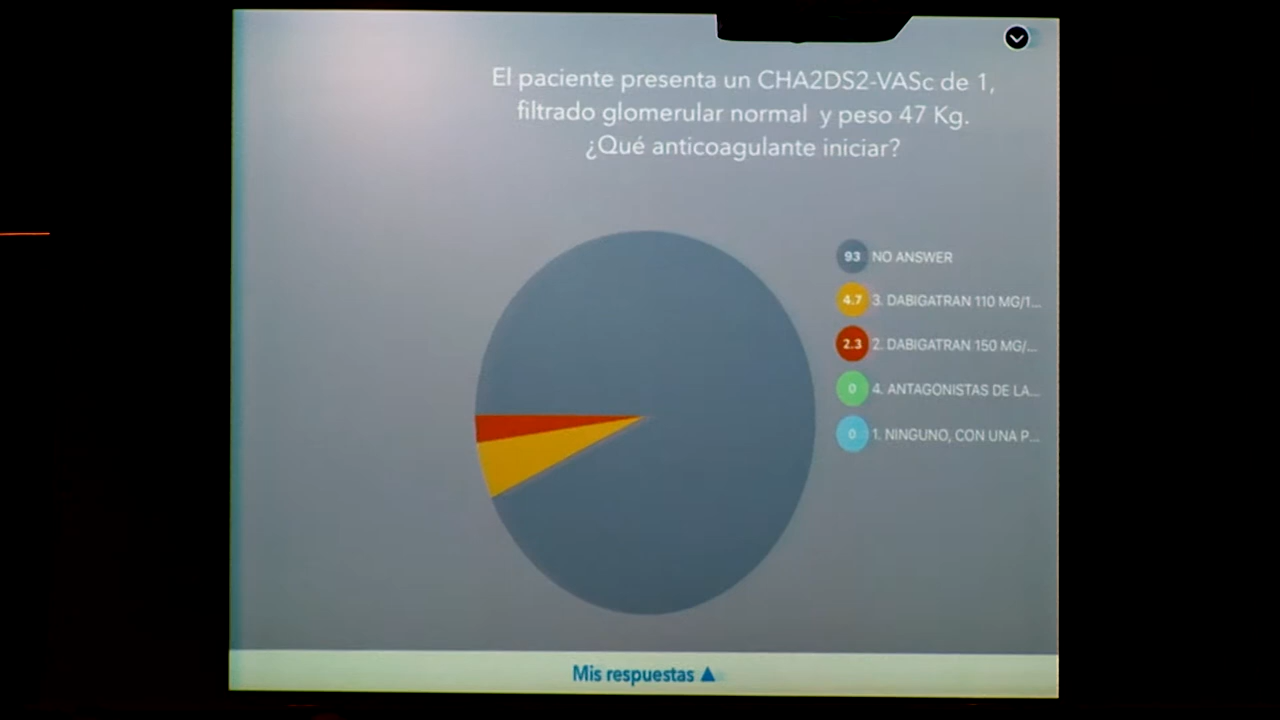 El paciente presenta un CHA2DS2-VASc de 1,
filtrado glomerular normal y peso 47 Kg.
¿Qué anticoagulante iniciar?
93 NO ANSWER
4.7 3. DABIGATRAN 110 MG/1...
2.3 2. DABIGATRAN 150 MG/...
0 4. ANTAGONISTAS DE LA...
0 1. NINGUNO, CON UNA P...
Mis respuestas ▲